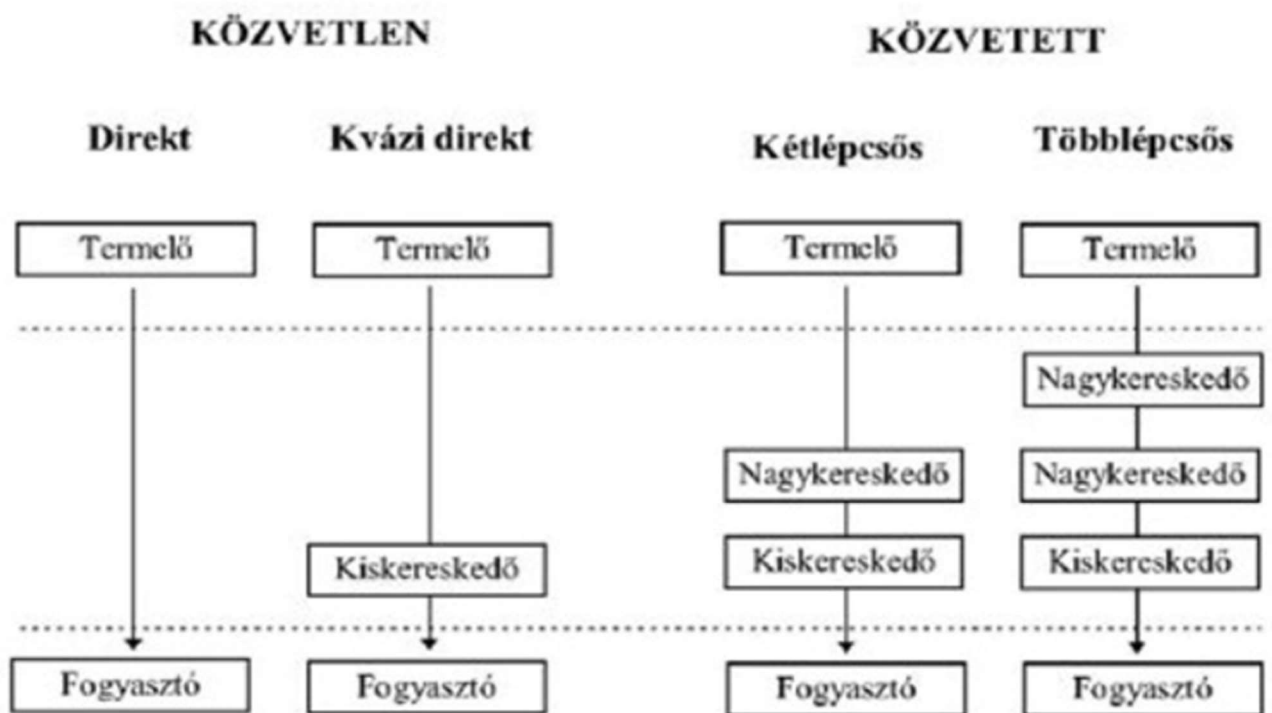 KÖZVETLEN
KÖZVETETT
Direkt
Kvázi direkt
Kétlépcsős
Többlépcsős
Termelő
Termelő
Termelő
Termelő
Nagykereskedő
Nagykereskedő
Nagykereskedő
Kiskereskedő
Kiskereskedő
Kiskereskedő
Fogyasztó
Fogyasztó
Fogyasztó
Fogyasztó